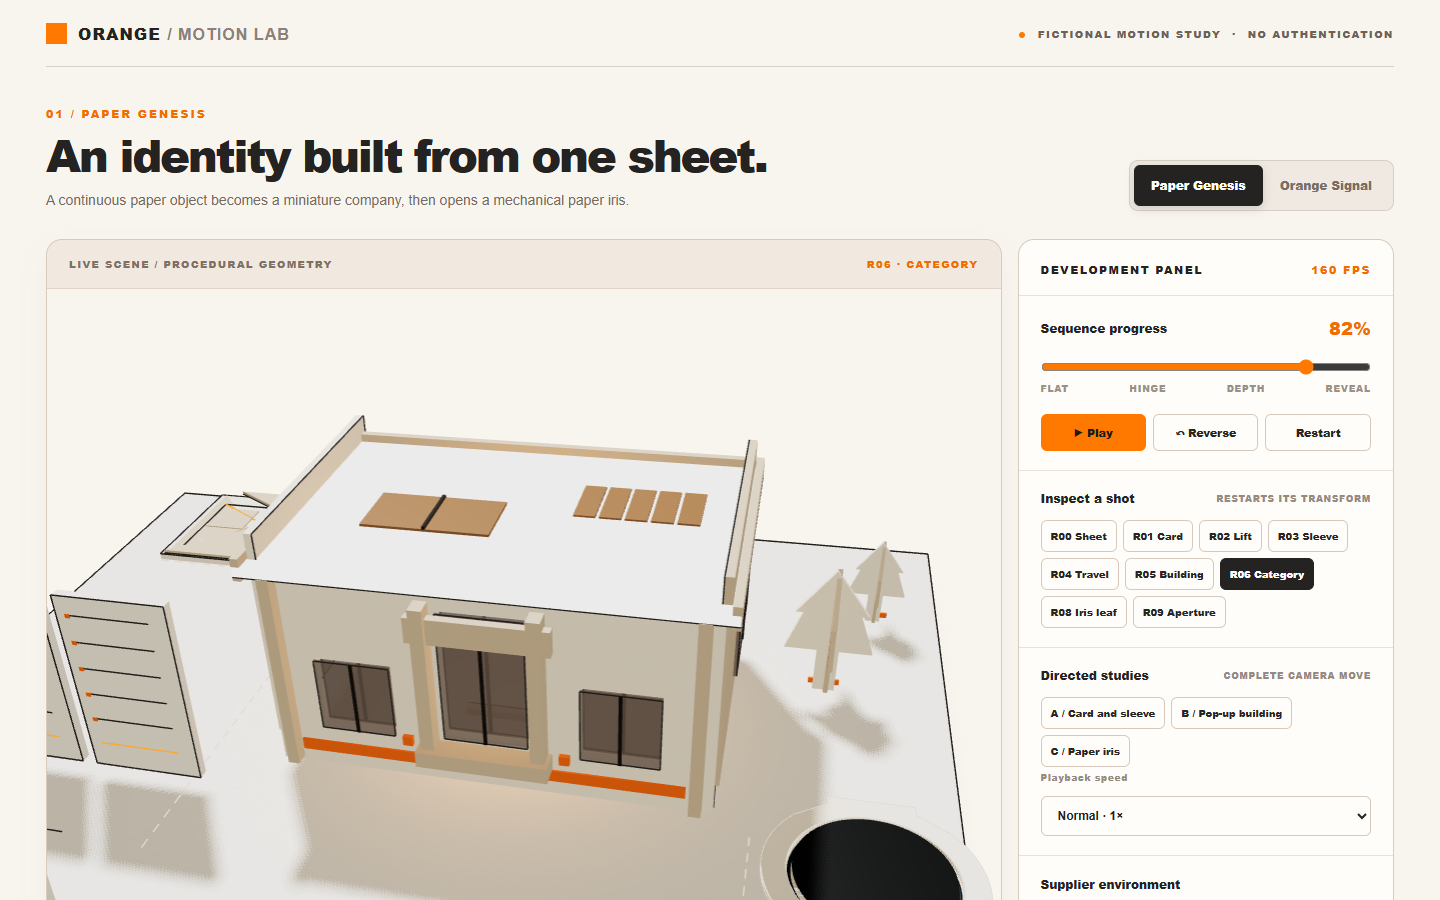 ORANGE / MOTION LAB
FICTIONAL MOTION STUDY · NO AUTHENTICATION
01 / PAPER GENESIS
An identity built from one sheet.
A continuous paper object becomes a miniature company, then opens a mechanical paper iris.
Paper Genesis
Orange Signal
LIVE SCENE / PROCEDURAL GEOMETRY
R06 · CATEGORY
DEVELOPMENT PANEL
160 FPS
Sequence progress
82%
FLAT
HINGE
DEPTH
REVEAL
▶ Play
↶ Reverse
Restart
Inspect a shot
RESTARTS ITS TRANSFORM
R00 Sheet
R01 Card
R02 Lift
R03 Sleeve
R04 Travel
R05 Building
R06 Category
R08 Iris leaf
R09 Aperture
Directed studies
COMPLETE CAMERA MOVE
A / Card and sleeve
B / Pop-up building
C / Paper iris
Playback speed
Normal · 1×
Supplier environment